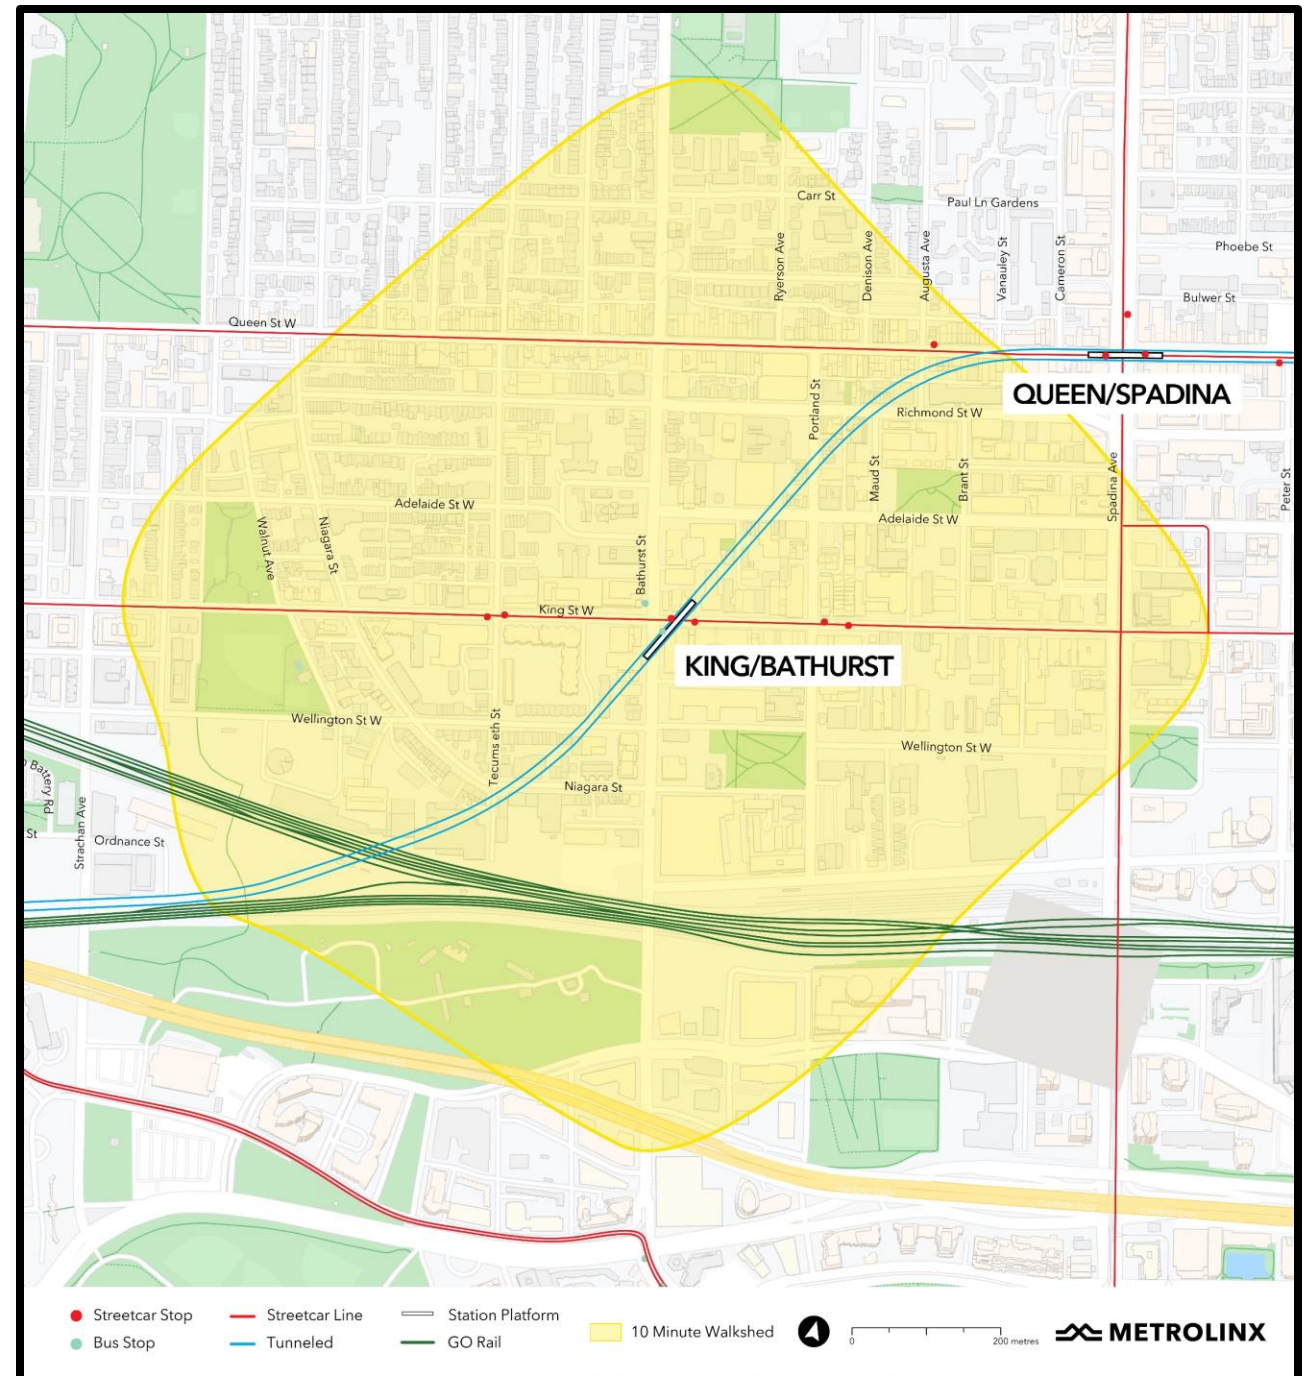 Carr St
Paul Ln Gardens
Ryerson Ave
Denison Ave
Augusta Ave
Vanauley St
Cameron St
Phoebe St
Bulwer St
Queen St W
QUEEN/SPADINA
Portland St
Richmond St W
Maud St
Brant St
Spadina Ave
Peter St
Adelaide St W
Adelaide St W
Walnut Ave
Niagara St
Bathurst St
King St W
KING/BATHURST
Wellington St W
Tecums eth St
Wellington St W
Niagara St
Battery Rd
Strachan Ave
St
Ordnance St
Streetcar Stop
Streetcar Line
Station Platform
10 Minute Walkshed
0
200 metres
METROLINX
Bus Stop
Tunneled
GO Rail